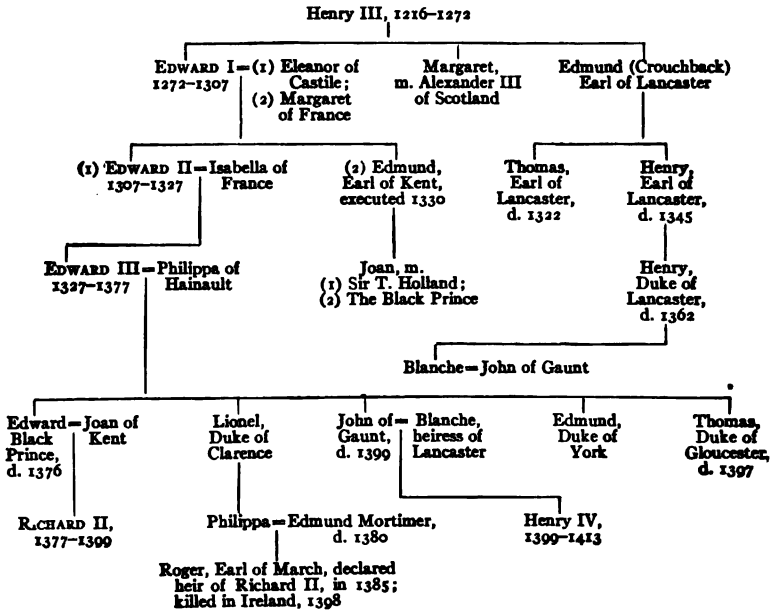 Henry III, 1216–1272
EDWARD I=(1) Eleanor of
1272–1307
Castile;
(2) Margaret
of France
Margaret,
m. Alexander III
of Scotland
Edmund (Crouchback)
Earl of Lancaster
(1) EDWARD II=Isabella of
1307–1327
France
(2) Edmund,
Earl of Kent,
executed 1330
Thomas,
Earl of
Lancaster,
d. 1322
Henry,
Earl of
Lancaster,
d. 1345
EDWARD III=Philippa of
1327–1377
Hainault
Joan, m.
(1) Sir T. Holland;
(2) The Black Prince
Henry,
Duke of
Lancaster,
d. 1362
Blanche=John of Gaunt
Edward=Joan of
Black
Kent
Prince,
d. 1376
Lionel,
Duke of
Clarence
John of=Blanche,
Gaunt,
heiress of
d. 1399
Lancaster
Edmund,
Duke of
York
Thomas,
Duke of
Gloucester,
d. 1397
RICHARD II,
1377–1399
Philippa=Edmund Mortimer,
d. 1380
Henry IV,
1399–1413
Roger, Earl of March, declared
heir of Richard II, in 1385;
killed in Ireland, 1398